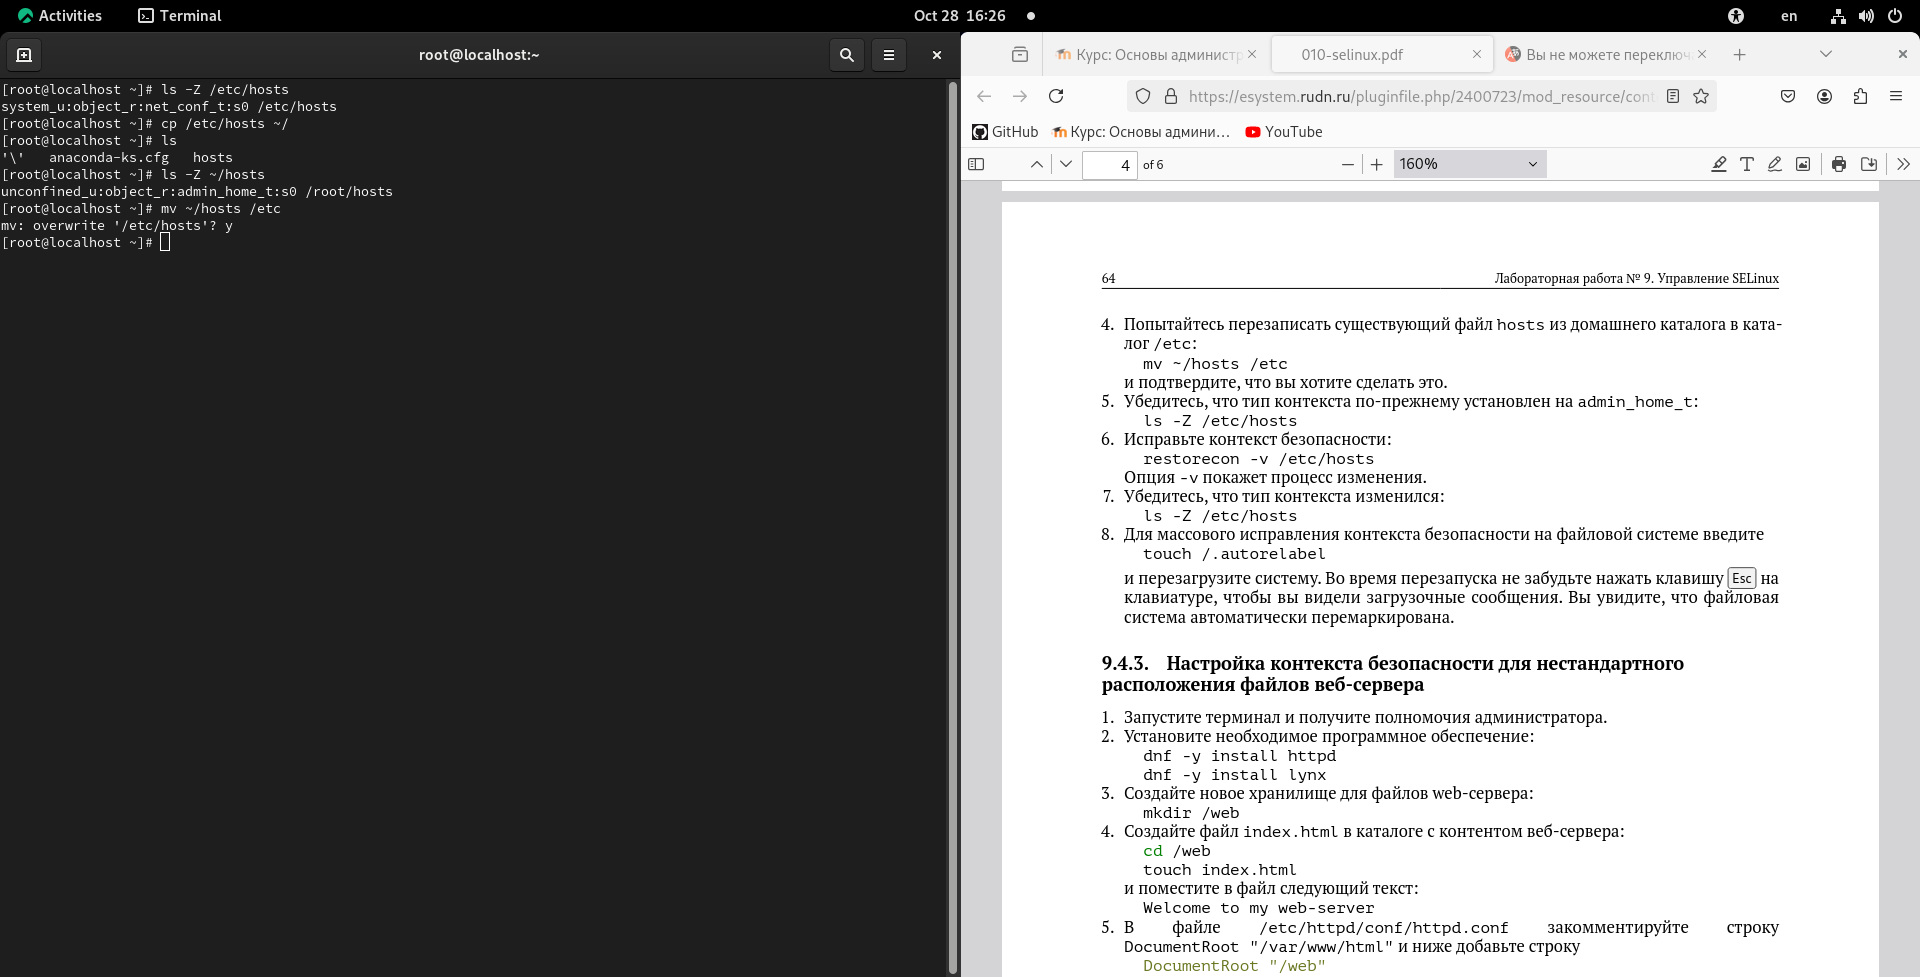 Activities
Terminal
Oct 28 16:26
en
root@localhost:~
[root@localhost ~]# ls -Z /etc/hosts
system_u:object_r:net_conf_t:s0 /etc/hosts
[root@localhost ~]# cp /etc/hosts ~/
[root@localhost ~]# ls
'\'   anaconda-ks.cfg   hosts
[root@localhost ~]# ls -Z ~/hosts
unconfined_u:object_r:admin_home_t:s0 /root/hosts
[root@localhost ~]# mv ~/hosts /etc
mv: overwrite '/etc/hosts'? y
[root@localhost ~]#
Курс: Основы администр
010-selinux.pdf
Вы не можете переключ
https://esystem.rudn.ru/pluginfile.php/2400723/mod_resource/cont
GitHub
Курс: Основы админи…
YouTube
4
of 6
160%
64
Лабораторная работа № 9. Управление SELinux
4. Попытайтесь перезаписать существующий файл hosts из домашнего каталога в ката-
лог /etc:
mv ~/hosts /etc
и подтвердите, что вы хотите сделать это.
5. Убедитесь, что тип контекста по-прежнему установлен на admin_home_t:
ls -Z /etc/hosts
6. Исправьте контекст безопасности:
restorecon -v /etc/hosts
Опция -v покажет процесс изменения.
7. Убедитесь, что тип контекста изменился:
ls -Z /etc/hosts
8. Для массового исправления контекста безопасности на файловой системе введите
touch /.autorelabel
и перезагрузите систему. Во время перезапуска не забудьте нажать клавишу Esc на
клавиатуре, чтобы вы видели загрузочные сообщения. Вы увидите, что файловая
система автоматически перемаркирована.
9.4.3. Настройка контекста безопасности для нестандартного
расположения файлов веб-сервера
1. Запустите терминал и получите полномочия администратора.
2. Установите необходимое программное обеспечение:
dnf -y install httpd
dnf -y install lynx
3. Создайте новое хранилище для файлов web-сервера:
mkdir /web
4. Создайте файл index.html в каталоге с контентом веб-сервера:
cd /web
touch index.html
и поместите в файл следующий текст:
Welcome to my web-server
5. В файле /etc/httpd/conf/httpd.conf закомментируйте строку
DocumentRoot "/var/www/html" и ниже добавьте строку
DocumentRoot "/web"